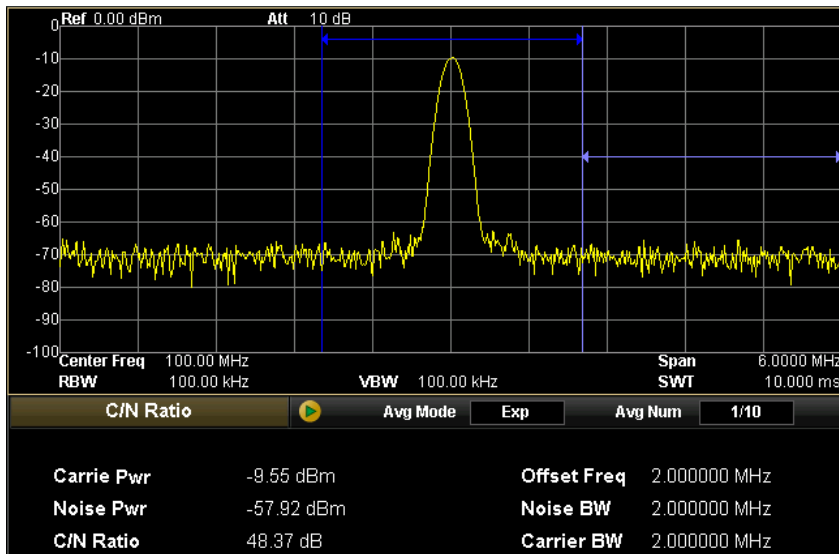 Ref 0.00 dBm Att 10 dB
0
-10
-20
-30
-40
-50
-60
-70
-80
-90
-100
Center Freq 100.00 MHz Span 6.0000 MHz
RBW 100.00 kHz VBW 100.00 kHz SWT 10.000 ms
C/N Ratio Avg Mode Exp Avg Num 1/10
Carrie Pwr -9.55 dBm Offset Freq 2.000000 MHz
Noise Pwr -57.92 dBm Noise BW 2.000000 MHz
C/N Ratio 48.37 dB Carrier BW 2.000000 MHz